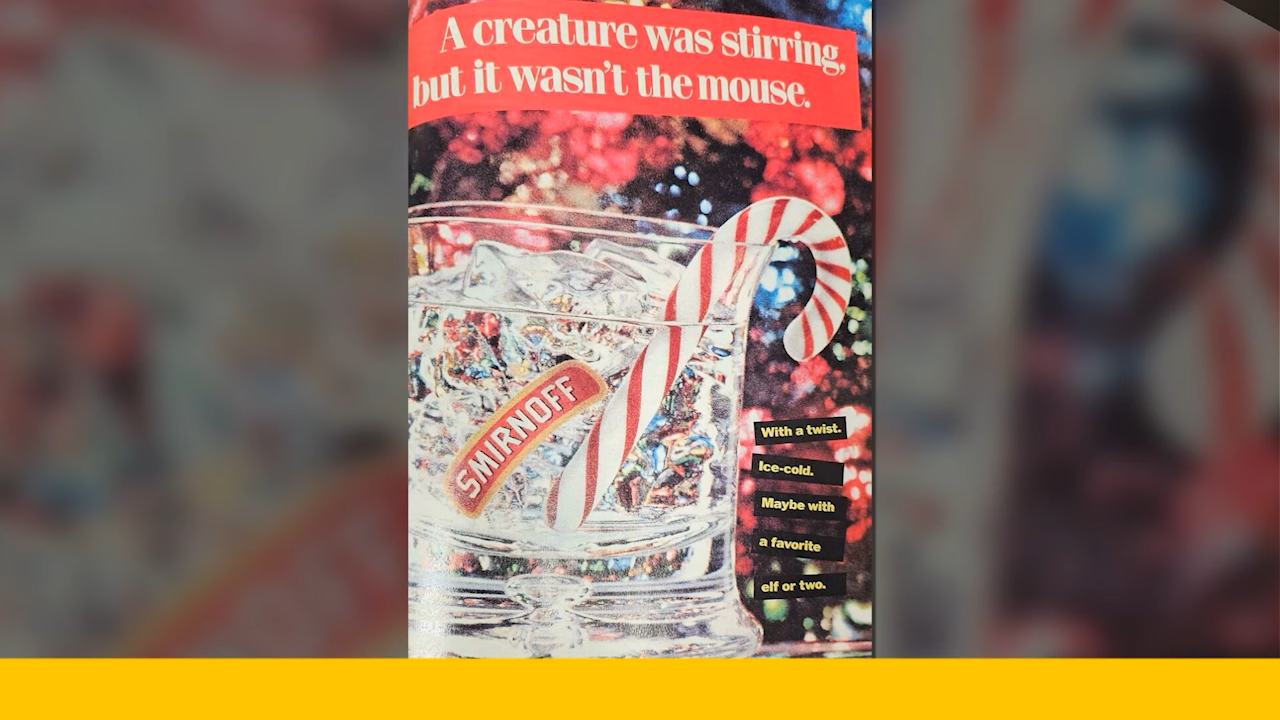 A creature was stirring,
but it wasn't the mouse.
SMIRNOFF
With a twist.
Ice-cold.
Maybe with
a favorite
elf or two.